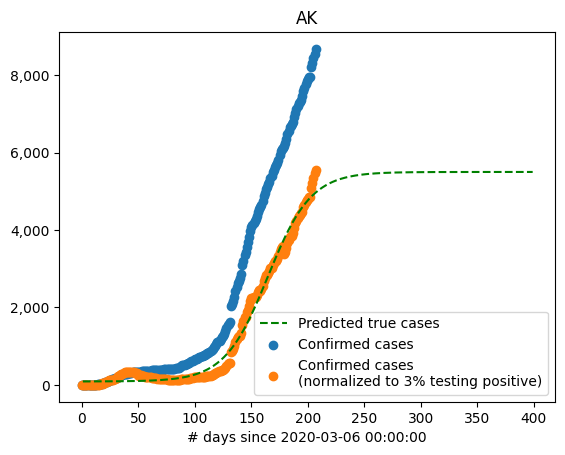 AK
8,000
6,000
4,000
2,000
0
Predicted true cases
Confirmed cases
Confirmed cases
(normalized to 3% testing positive)
0 50 100 150 200 250 300 350 400
# days since 2020-03-06 00:00:00